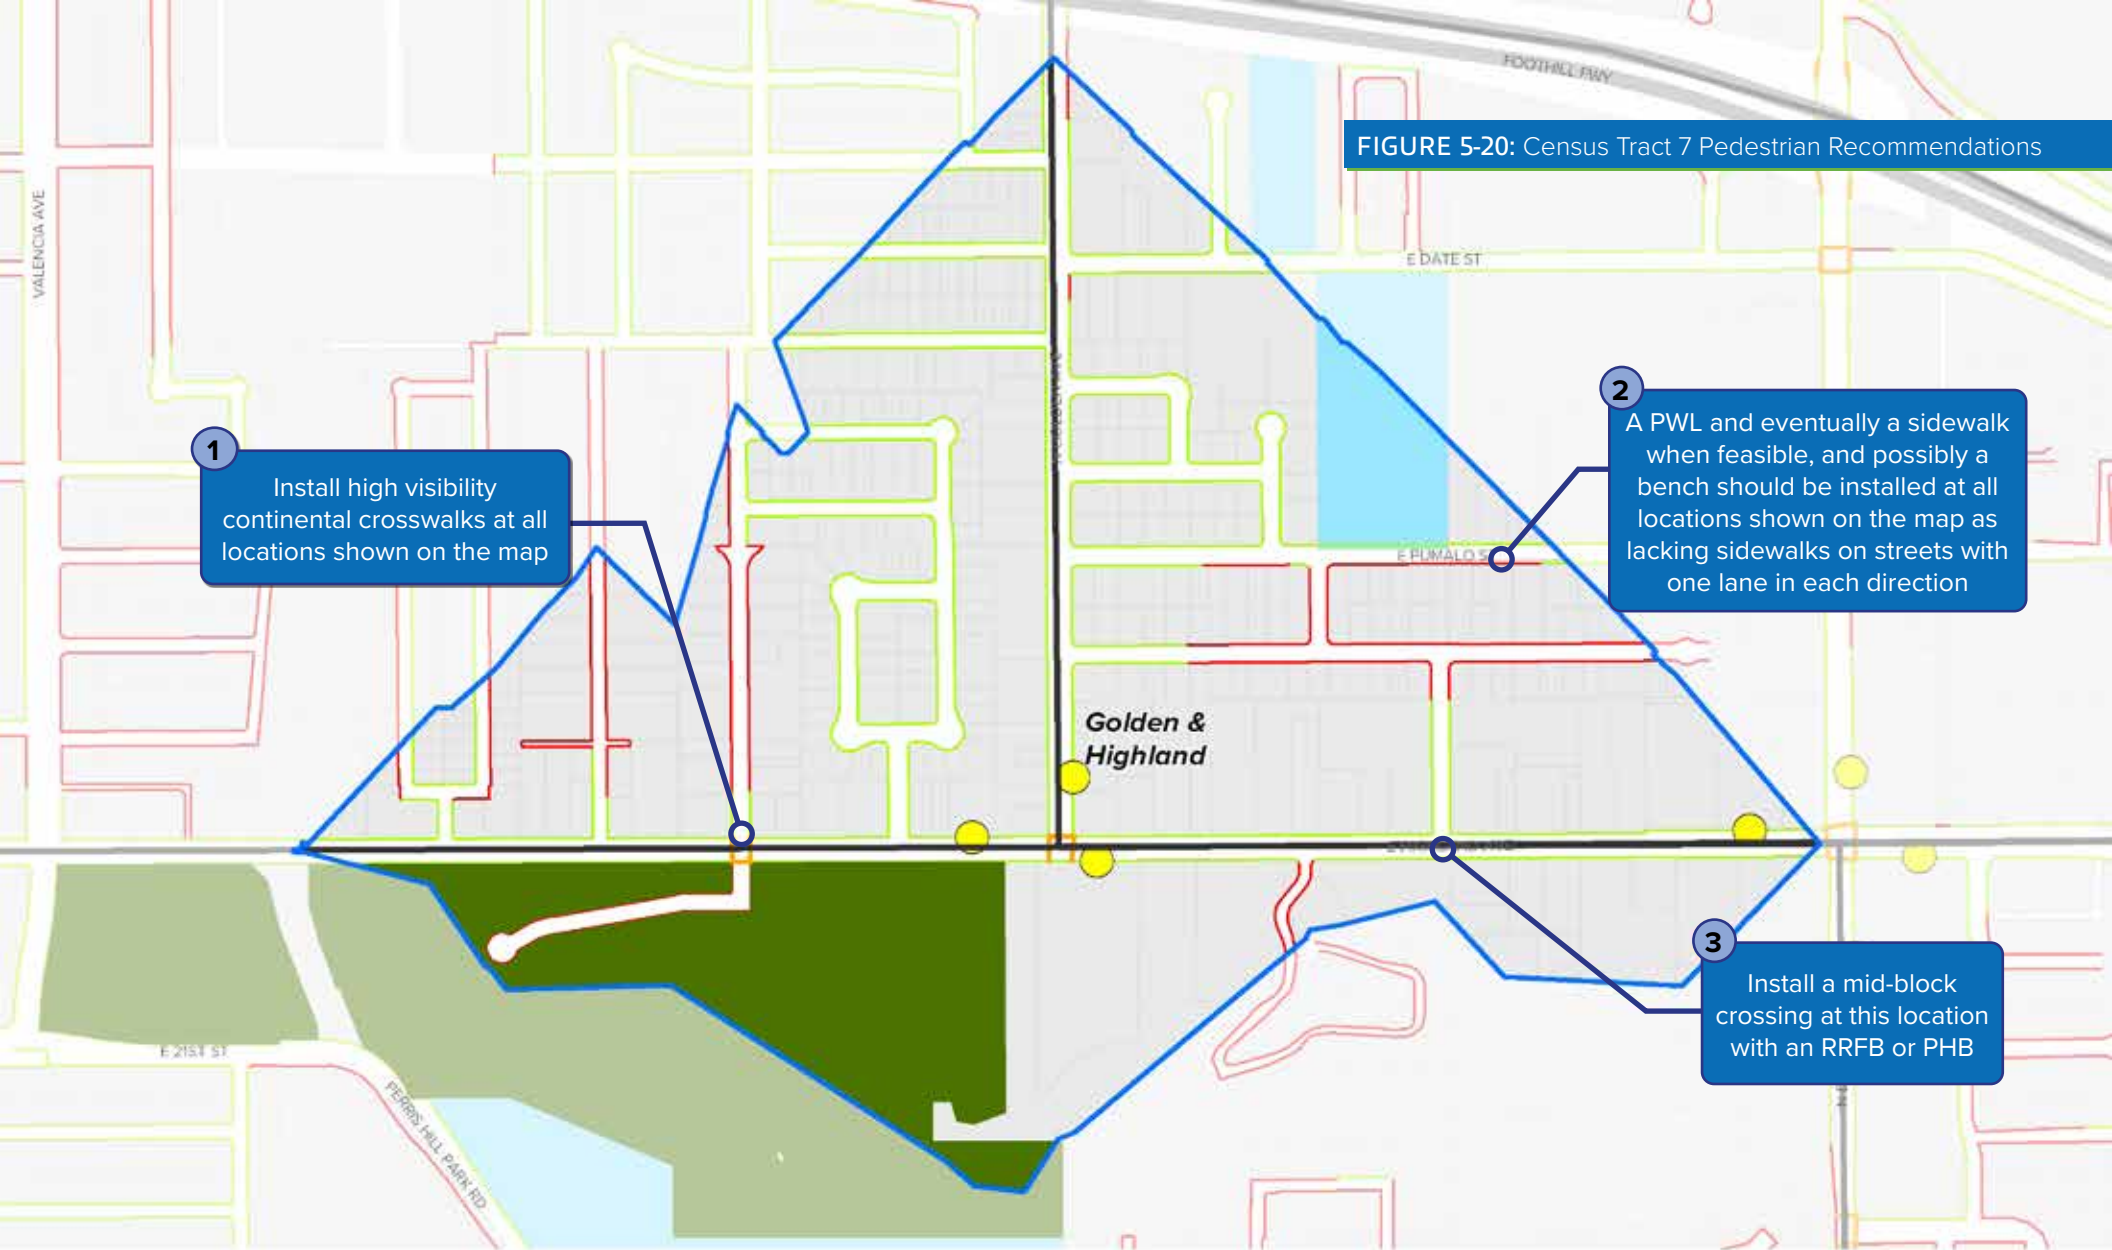 FOOTHILL FWY
FIGURE 5-20: Census Tract 7 Pedestrian Recommendations
VALENCIA AVE
E DATE ST
1
Install high visibility
continental crosswalks at all
locations shown on the map
2
A PWL and eventually a sidewalk
when feasible, and possibly a
bench should be installed at all
locations shown on the map as
lacking sidewalks on streets with
one lane in each direction
E PUMALO S
Golden &
Highland
3
Install a mid-block
crossing at this location
with an RRFB or PHB
E 21ST ST
PERRIS HILL PARK RD